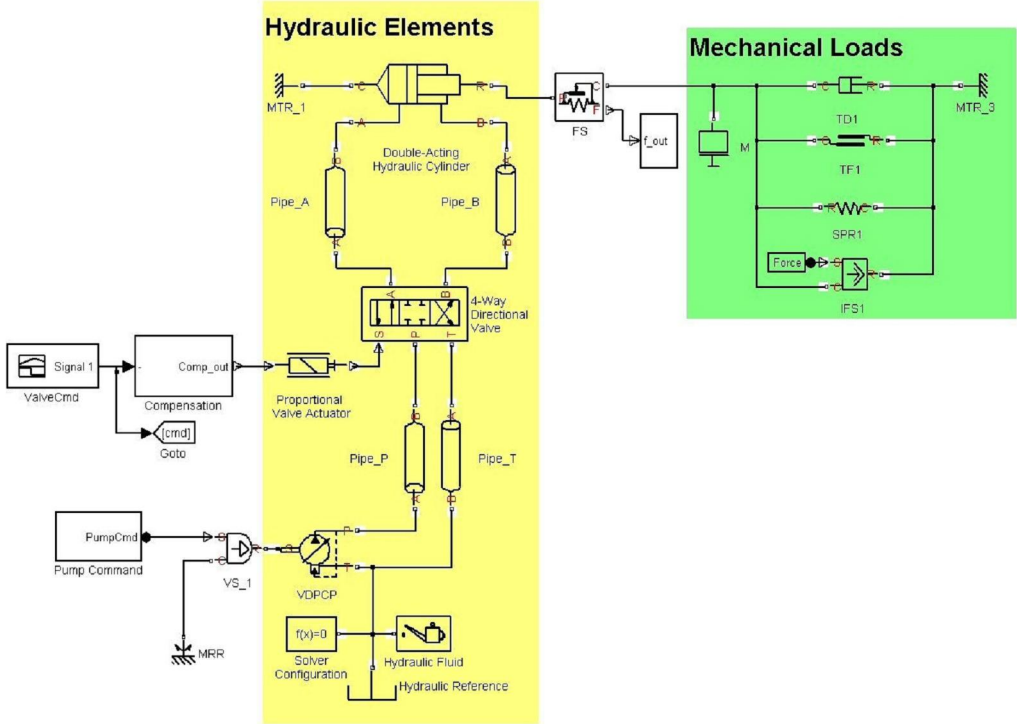 Hydraulic Elements
Mechanical Loads
C
R
MTR_1
A
B
B
C
F
FS
f_out
C
R
TD1
MTR_3
M
C
R
TF1
R
C
SPR1
Force
S
C
R
IFS1
Double-Acting
Hydraulic Cylinder
B
A
Pipe_A
Pipe_B
A
B
A
B
S
P
T
4-Way
Directional
Valve
Signal 1
ValveCmd
Comp_out
Compensation
[cmd]
Goto
Proportional
Valve Actuator
B
A
Pipe_P
Pipe_T
A
B
PumpCmd
Pump Command
S
C
R
VS_1
S
P
T
VDPCP
MRR
f(x)=0
Solver
Configuration
Hydraulic Fluid
Hydraulic Reference